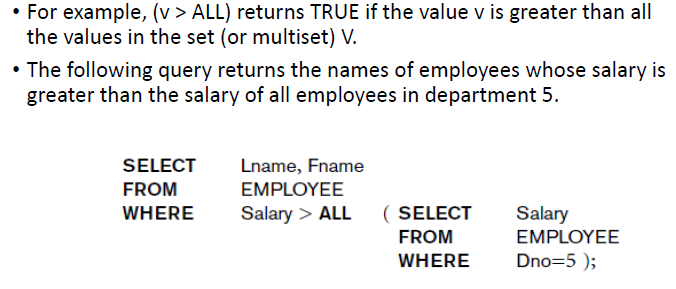 • For example, (v > ALL) returns TRUE if the value v is greater than all
the values in the set (or multiset) V.
• The following query returns the names of employees whose salary is
greater than the salary of all employees in department 5.
SELECT Lname, Fname
FROM EMPLOYEE
WHERE Salary > ALL ( SELECT Salary
FROM EMPLOYEE
WHERE Dno=5 );